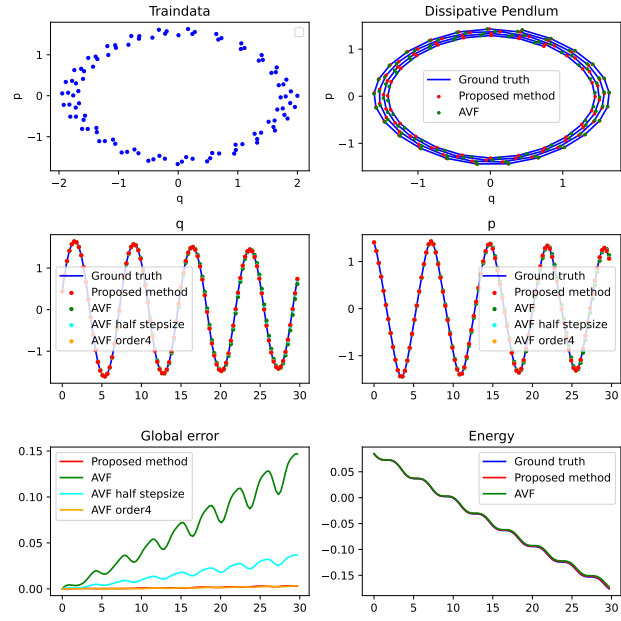 Traindata
p
1
0
−1
−2
−1
0
1
2
q
Dissipative Pendlum
p
1
0
−1
Ground truth
Proposed method
AVF
−1
0
1
q
q
1
0
−1
Ground truth
Proposed method
AVF
AVF half stepsize
AVF order4
0
5
10
15
20
25
30
p
1
0
−1
Ground truth
Proposed method
AVF
AVF half stepsize
AVF order4
0
5
10
15
20
25
30
Global error
0.15
0.10
0.05
0.00
Proposed method
AVF
AVF half stepsize
AVF order4
0
5
10
15
20
25
30
Energy
0.05
0.00
−0.05
−0.10
−0.15
Ground truth
Proposed method
AVF
0
5
10
15
20
25
30